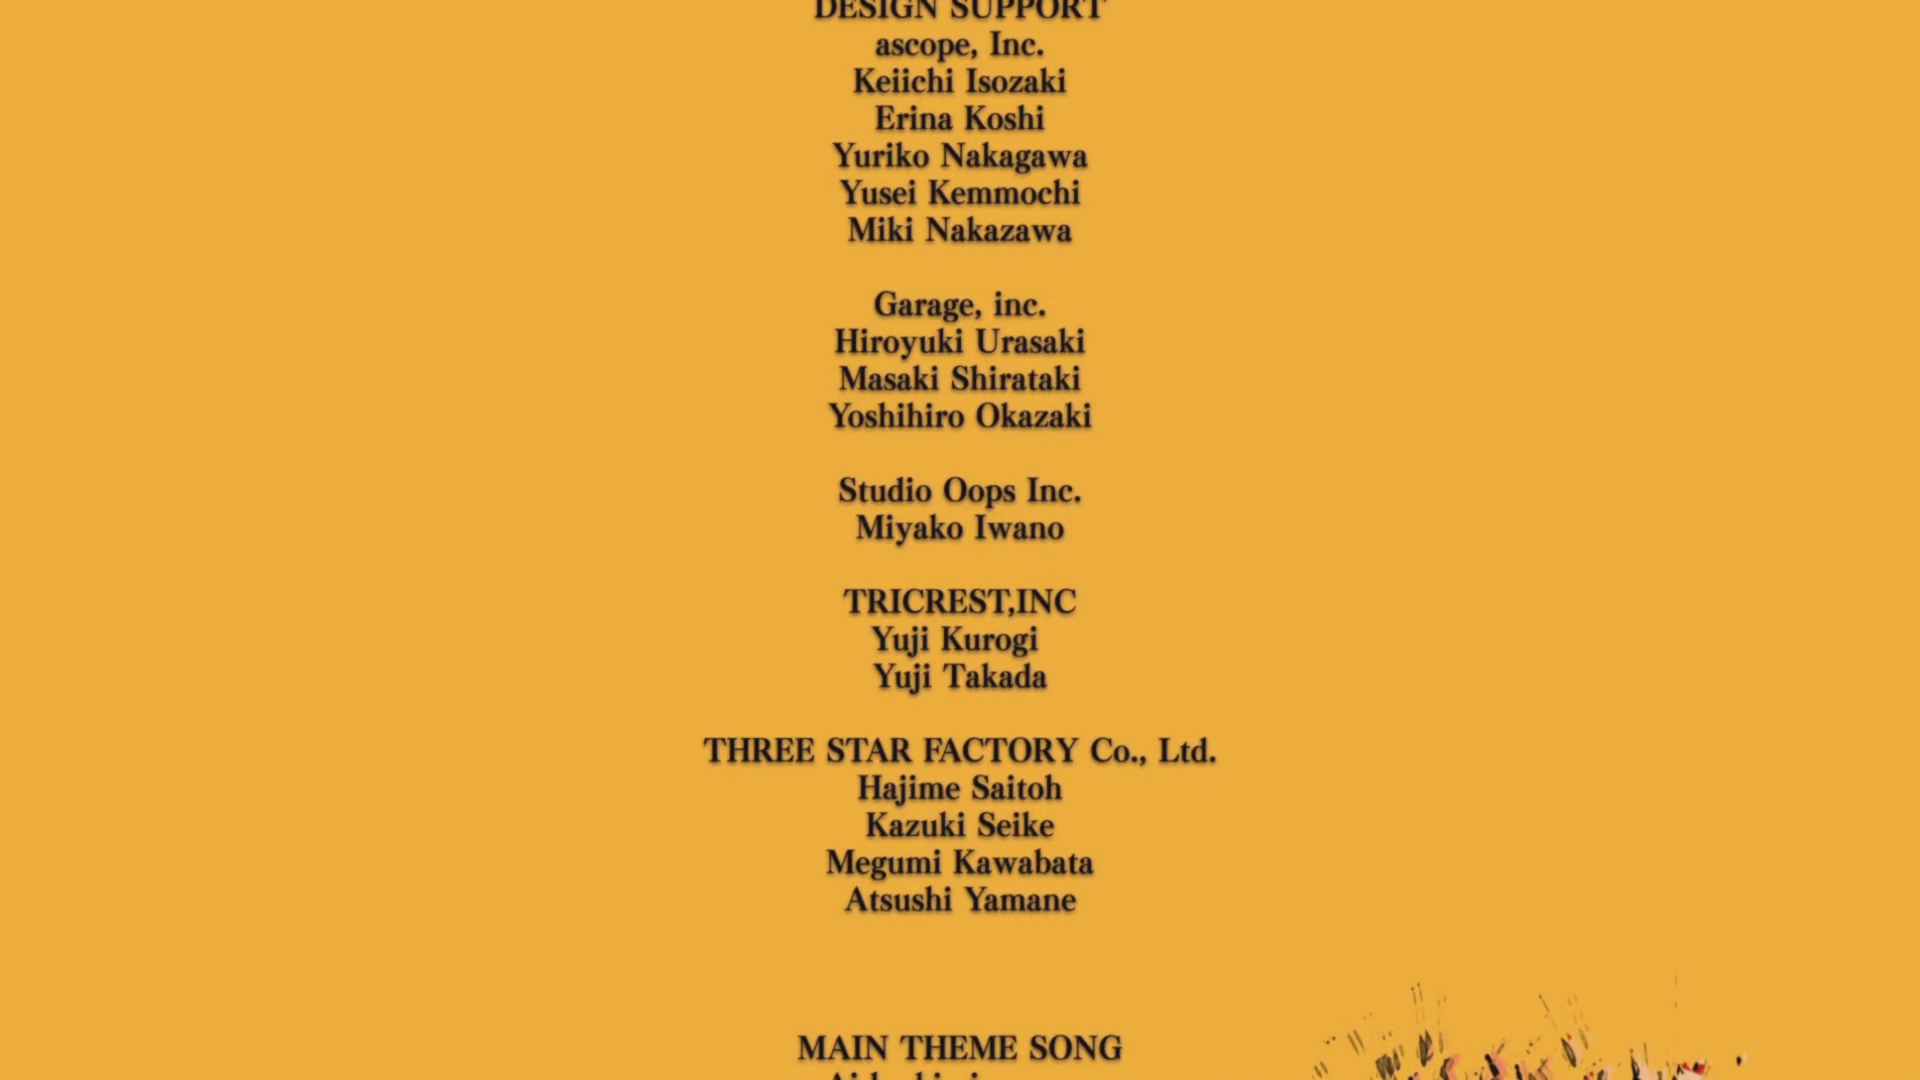 DESIGN SUPPORT
ascope, Inc.
Keiichi Isozaki
Erina Koshi
Yuriko Nakagawa
Yusei Kemmochi
Miki Nakazawa
Garage, inc.
Hiroyuki Urasaki
Masaki Shirataki
Yoshihiro Okazaki
Studio Oops Inc.
Miyako Iwano
TRICREST,INC
Yuji Kurogi
Yuji Takada
THREE STAR FACTORY Co., Ltd.
Hajime Saitoh
Kazuki Seike
Megumi Kawabata
Atsushi Yamane
MAIN THEME SONG